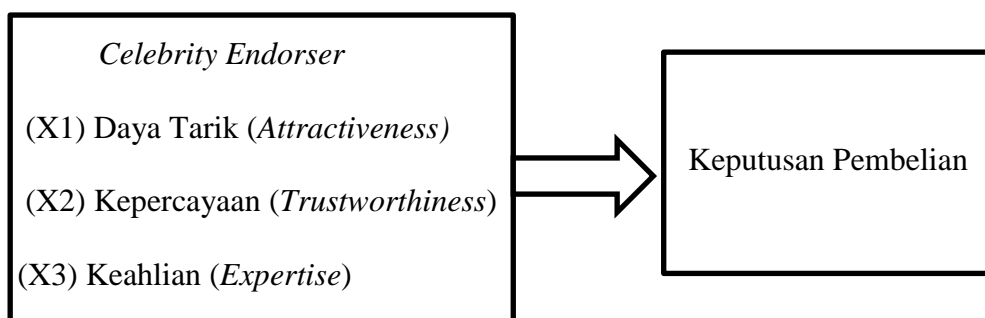 Celebrity Endorser
(X1) Daya Tarik (Attractiveness)
(X2) Kepercayaan (Trustworthiness)
(X3) Keahlian (Expertise)
Keputusan Pembelian